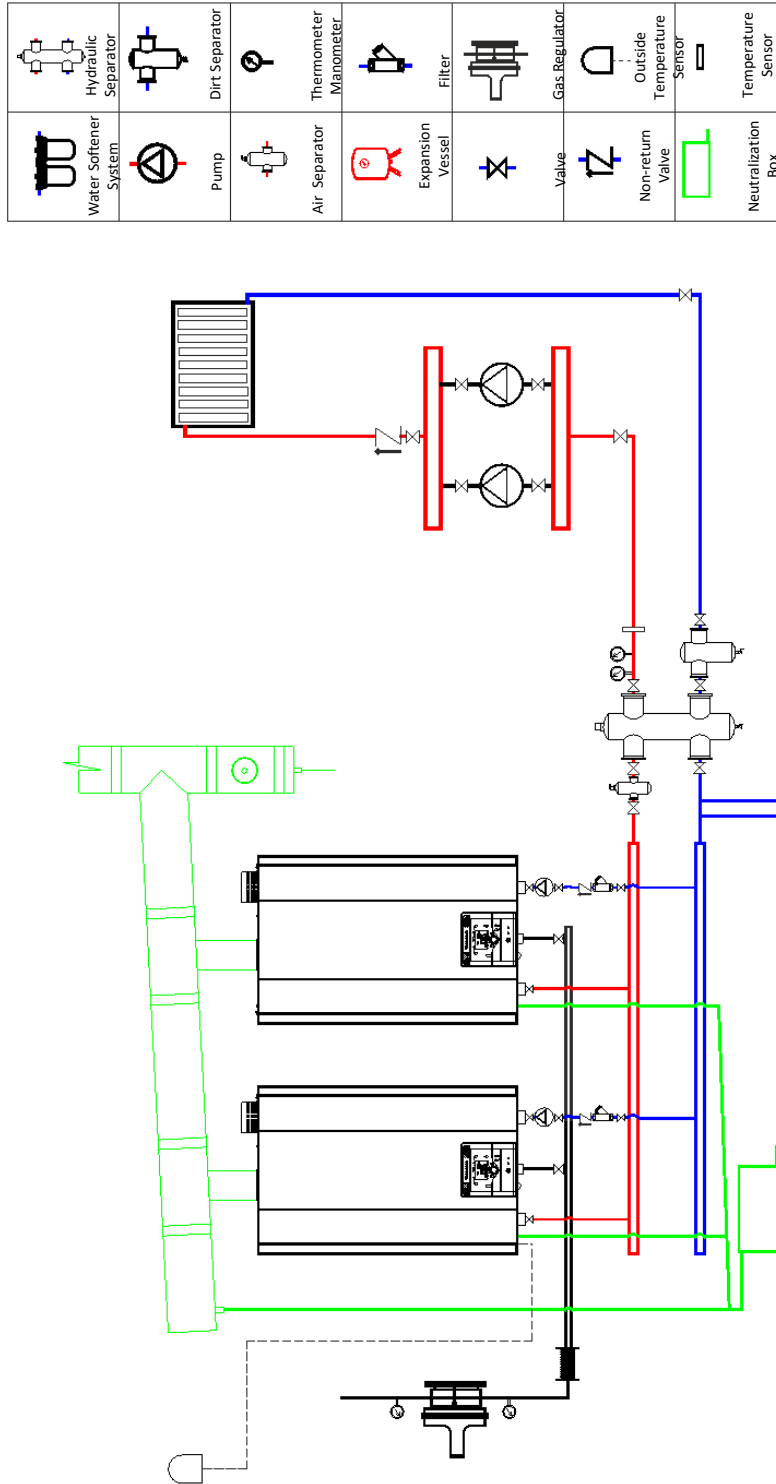 Hydraulic
Separator
Dirt Separator
Thermometer
Manometer
Filter
Gas Regulator
Outside
Temperature
Sensor
Temperature
Sensor
Water Softener
System
Pump
Air Separator
Expansion
Vessel
Valve
Non-return
Valve
Neutralization
Box